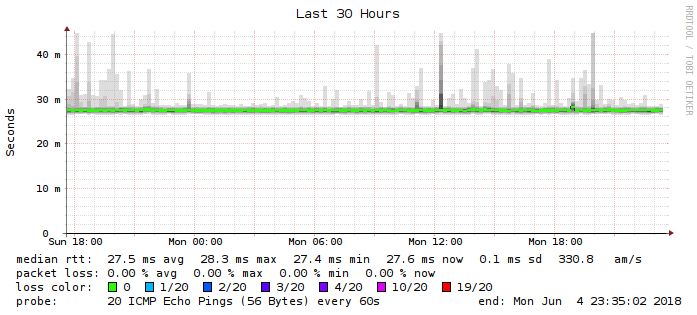 Last 30 Hours
RRDTOOL / TOBI OETIKER
Seconds
40 m
30 m
20 m
10 m
0
Sun 18:00 Mon 00:00 Mon 06:00 Mon 12:00 Mon 18:00
median rtt: 27.5 ms avg 28.3 ms max 27.4 ms min 27.6 ms now 0.1 ms sd 330.8 am/s
packet loss: 0.00 % avg 0.00 % max 0.00 % min 0.00 % now
loss color: 0 1/20 2/20 3/20 4/20 10/20 19/20
probe: 20 ICMP Echo Pings (56 Bytes) every 60s end: Mon Jun 4 23:35:02 2018